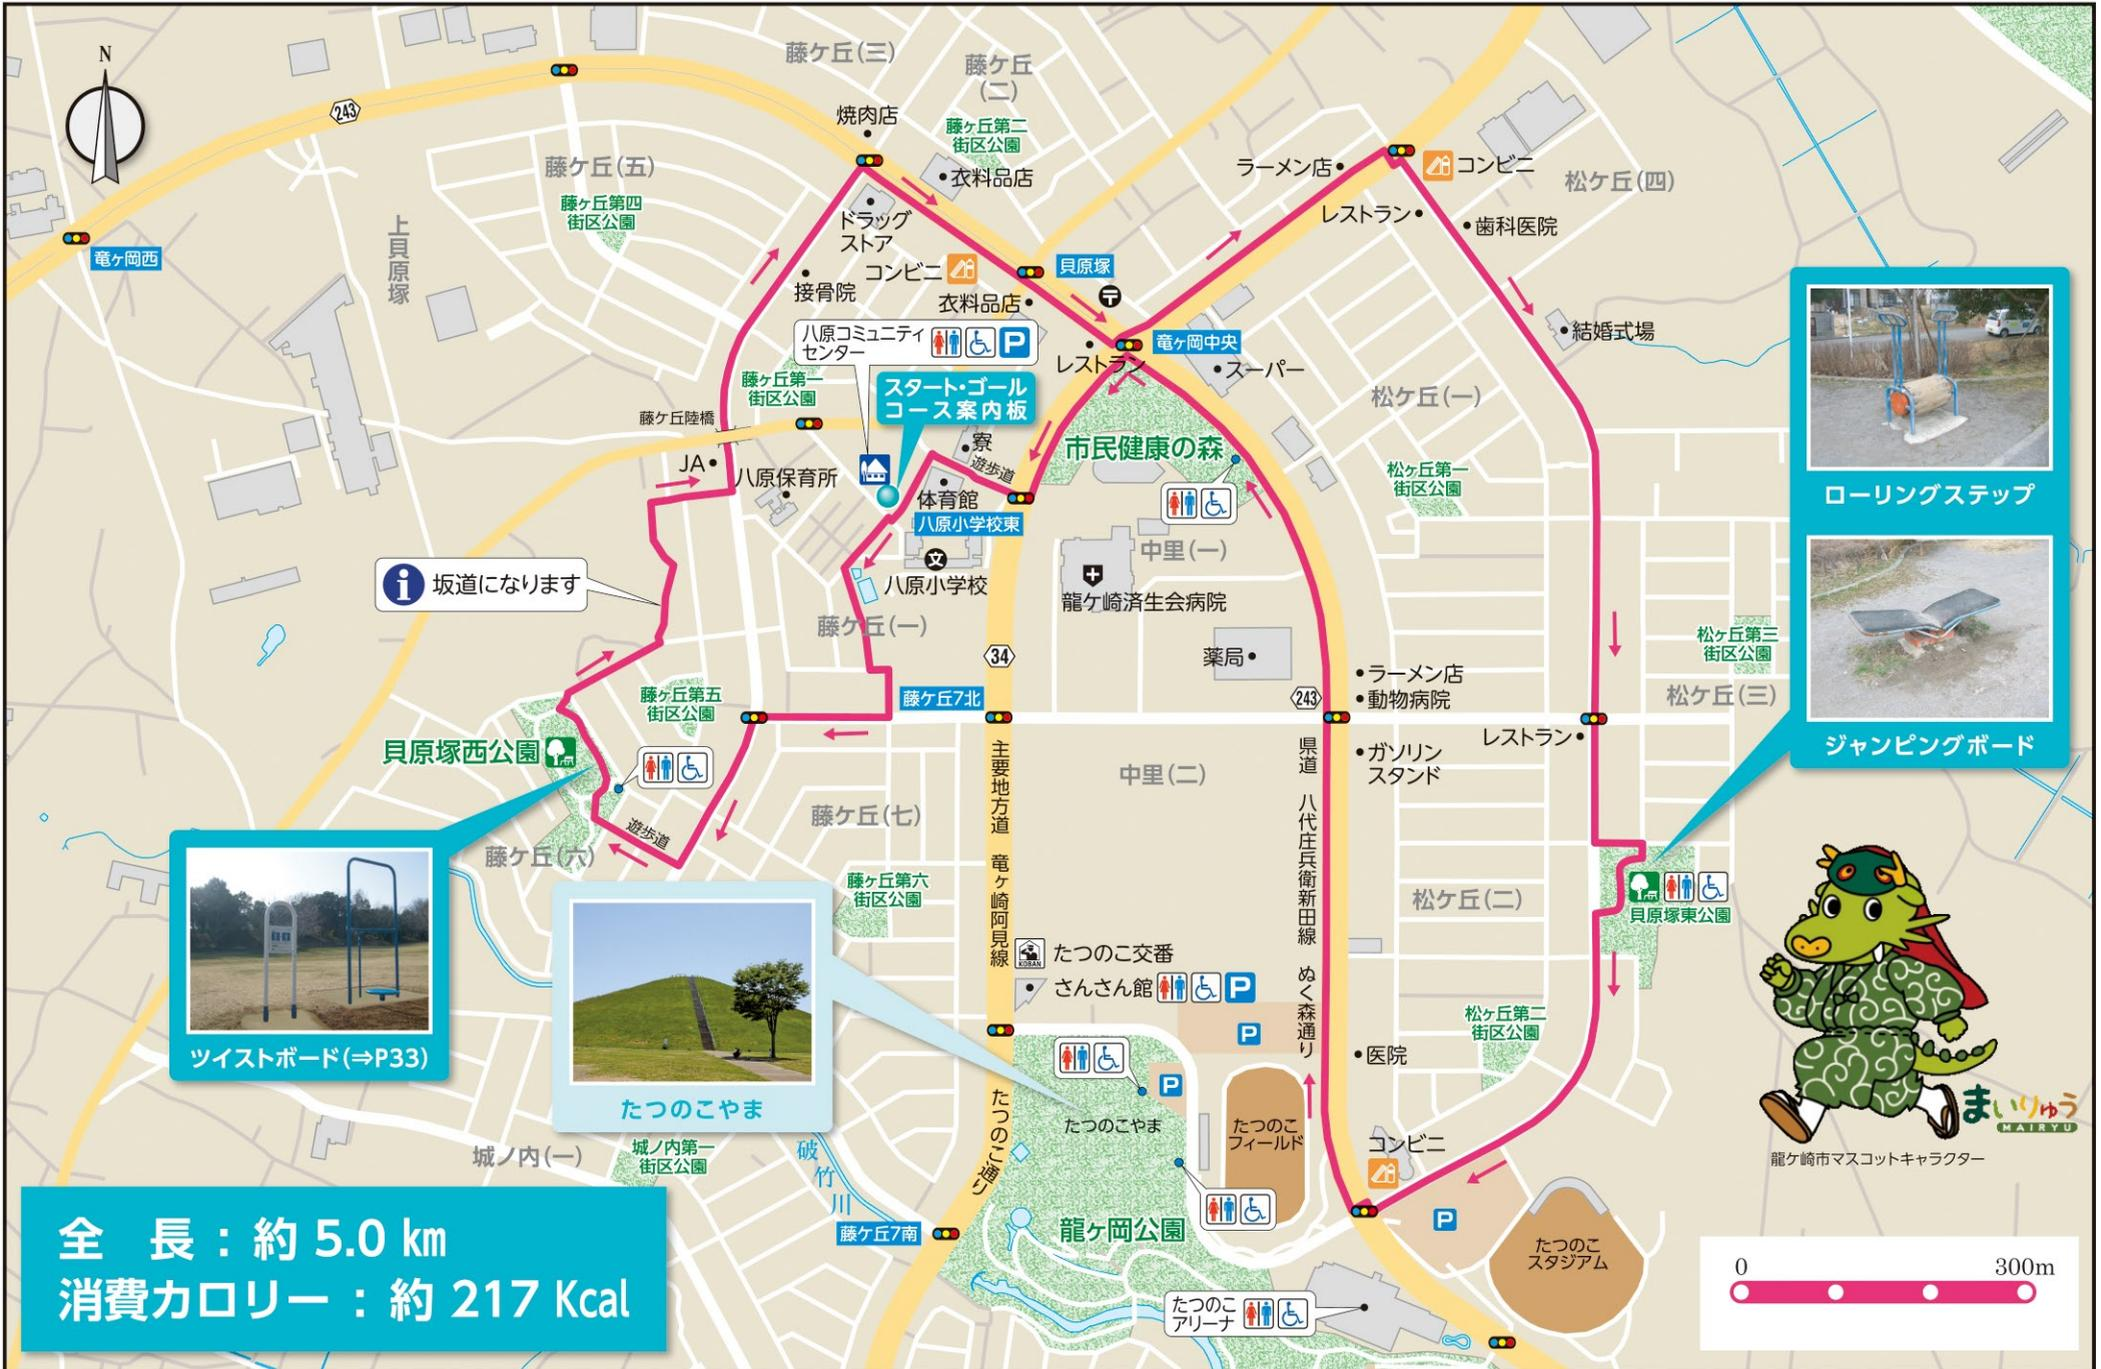 N
藤ケ丘(三)
藤ケ丘
(二)
243
焼肉店
藤ヶ丘第二
街区公園
ラーメン店
コンビニ
松ケ丘(四)
藤ケ丘(五)
衣料品店
藤ヶ丘第四
街区公園
ドラッグ
ストア
レストラン
歯科医院
上貝原塚
竜ヶ岡西
コンビニ
貝原塚
接骨院
衣料品店
八原コミュニティ
センター
P
竜ヶ岡中央
レストラン
スーパー
結婚式場
ローリングステップ
藤ヶ丘第一
街区公園
スタート・ゴール
コース案内板
松ケ丘(一)
藤ケ丘陸橋
寮
遊歩道
市民健康の森
JA
八原保育所
体育館
八原小学校東
松ヶ丘第一
街区公園
文
八原小学校
中里(一)
i 坂道になります
龍ケ崎済生会病院
藤ケ丘(一)
34
薬局
松ヶ丘第三
街区公園
ラーメン店
動物病院
藤ヶ丘第五
街区公園
藤ケ丘7北
243
松ケ丘(三)
レストラン
ジャンピングボード
貝原塚西公園
主要地方道 竜ヶ崎阿見線 たつのこ通り
中里(二)
県道 八代庄兵衛新田線 ぬく森通り
ガソリン
スタンド
藤ケ丘(七)
遊歩道
藤ケ丘(六)
藤ヶ丘第六
街区公園
松ケ丘(二)
貝原塚東公園
KOBAN
たつのこ交番
さんさん館
P
P
松ヶ丘第二
街区公園
医院
ツイストボード(⇒P33)
たつのこやま
P
たつのこやま
たつのこ
フィールド
コンビニ
まいりゅう
MAIRYU
龍ケ崎市マスコットキャラクター
城ノ内(一)
城ノ内第一
街区公園
破竹川
藤ケ丘7南
龍ヶ岡公園
P
たつのこ
スタジアム
たつのこ
アリーナ
全　長：約 5.0 km
消費カロリー：約 217 Kcal
0 300m